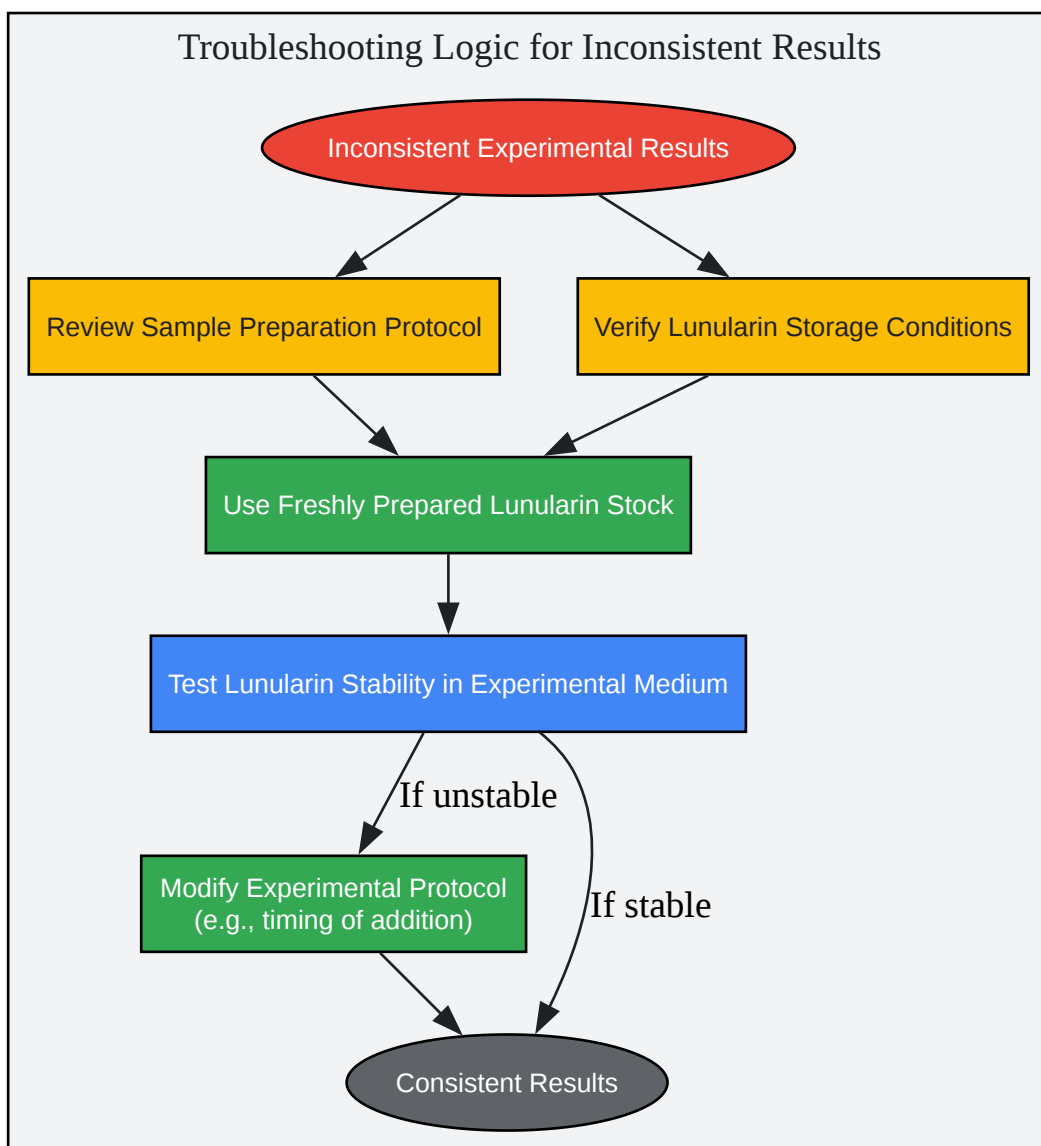 Troubleshooting Logic for Inconsistent Results
Inconsistent Experimental Results
Review Sample Preparation Protocol
Verify Lunularin Storage Conditions
Use Freshly Prepared Lunularin Stock
Test Lunularin Stability in Experimental Medium
If unstable
Modify Experimental Protocol
(e.g., timing of addition)
If stable
Consistent Results